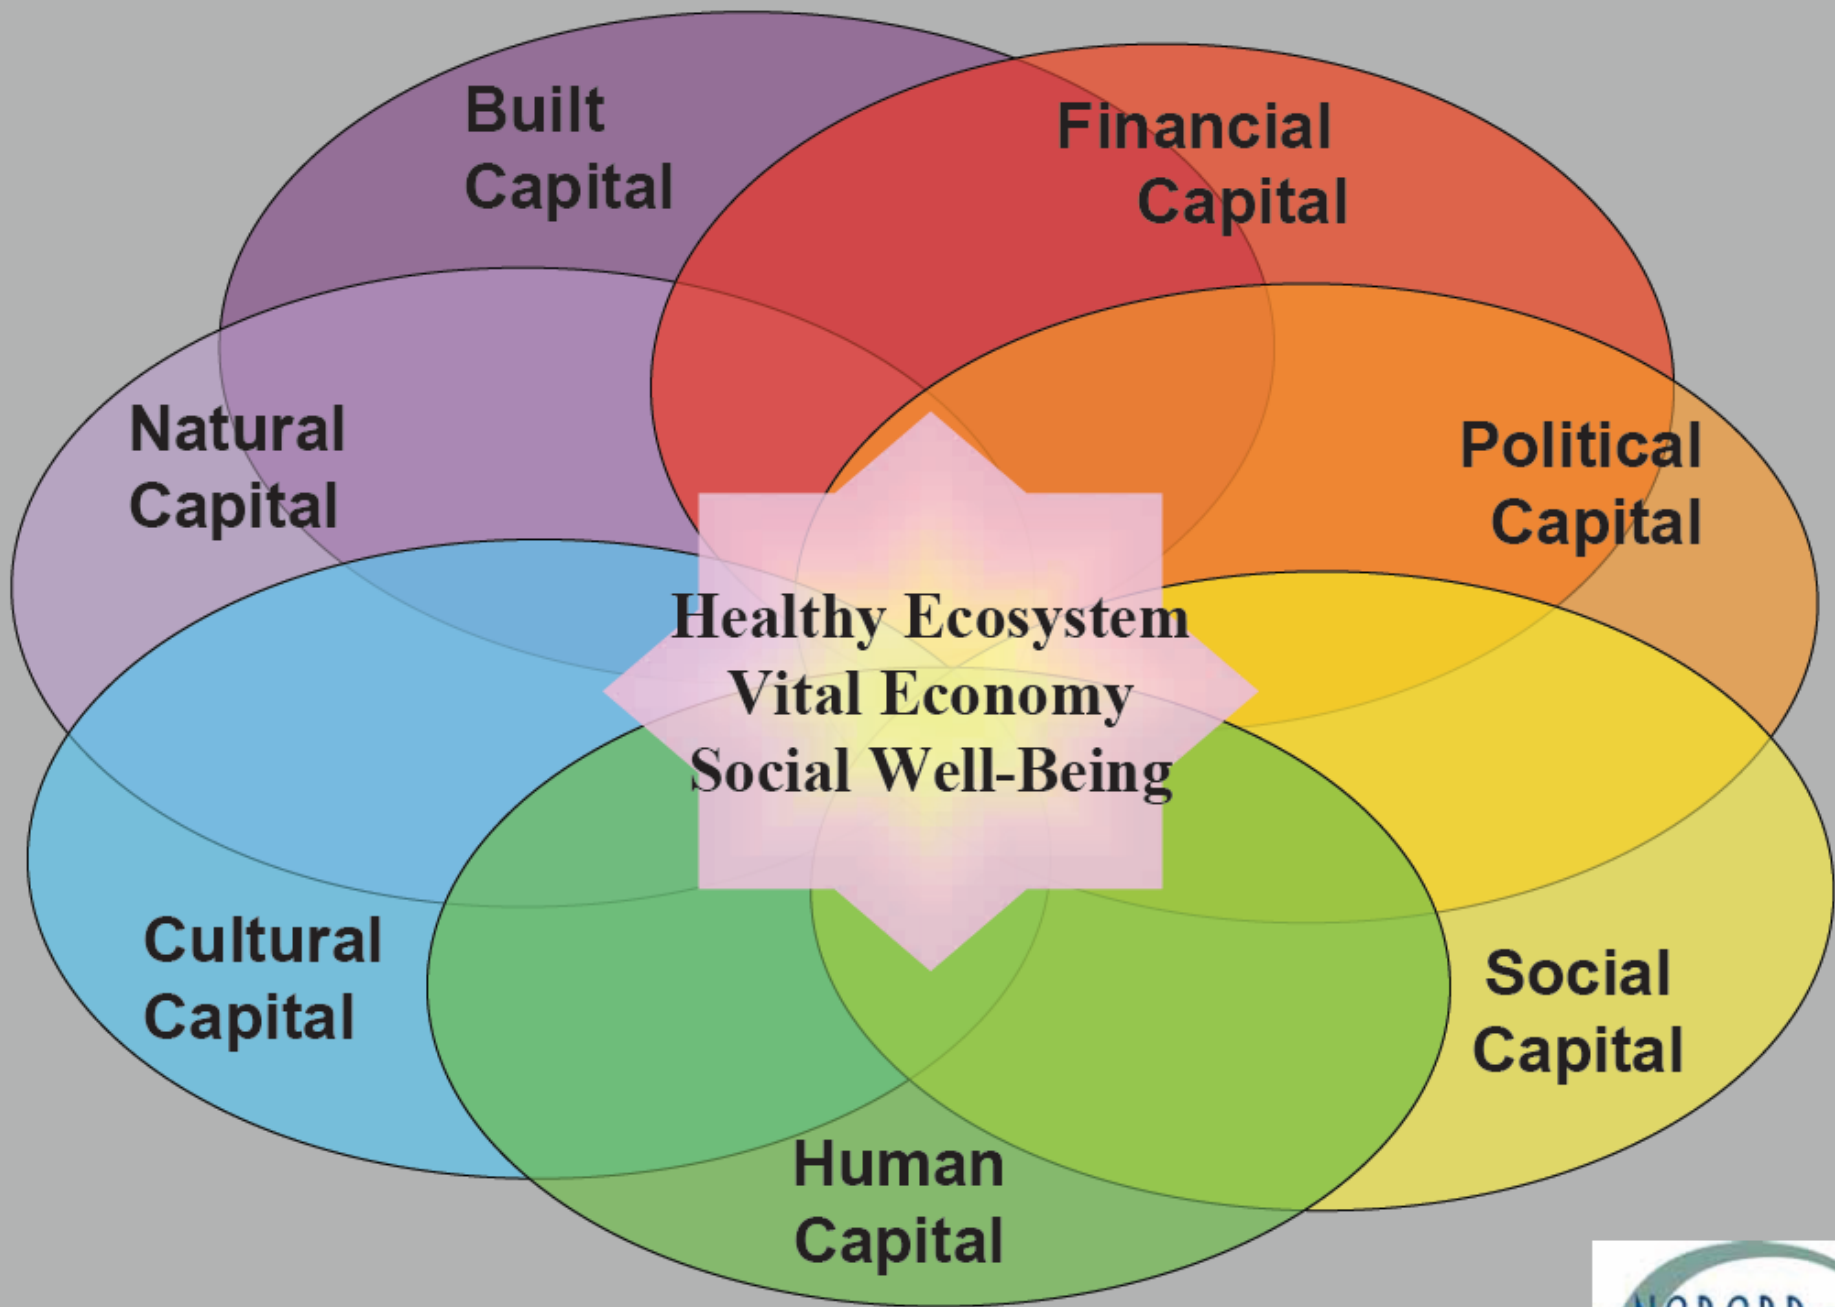 Built
Capital
Financial
Capital
Natural
Capital
Political
Capital
Healthy Ecosystem
Vital Economy
Social Well-Being
Cultural
Capital
Social
Capital
Human
Capital